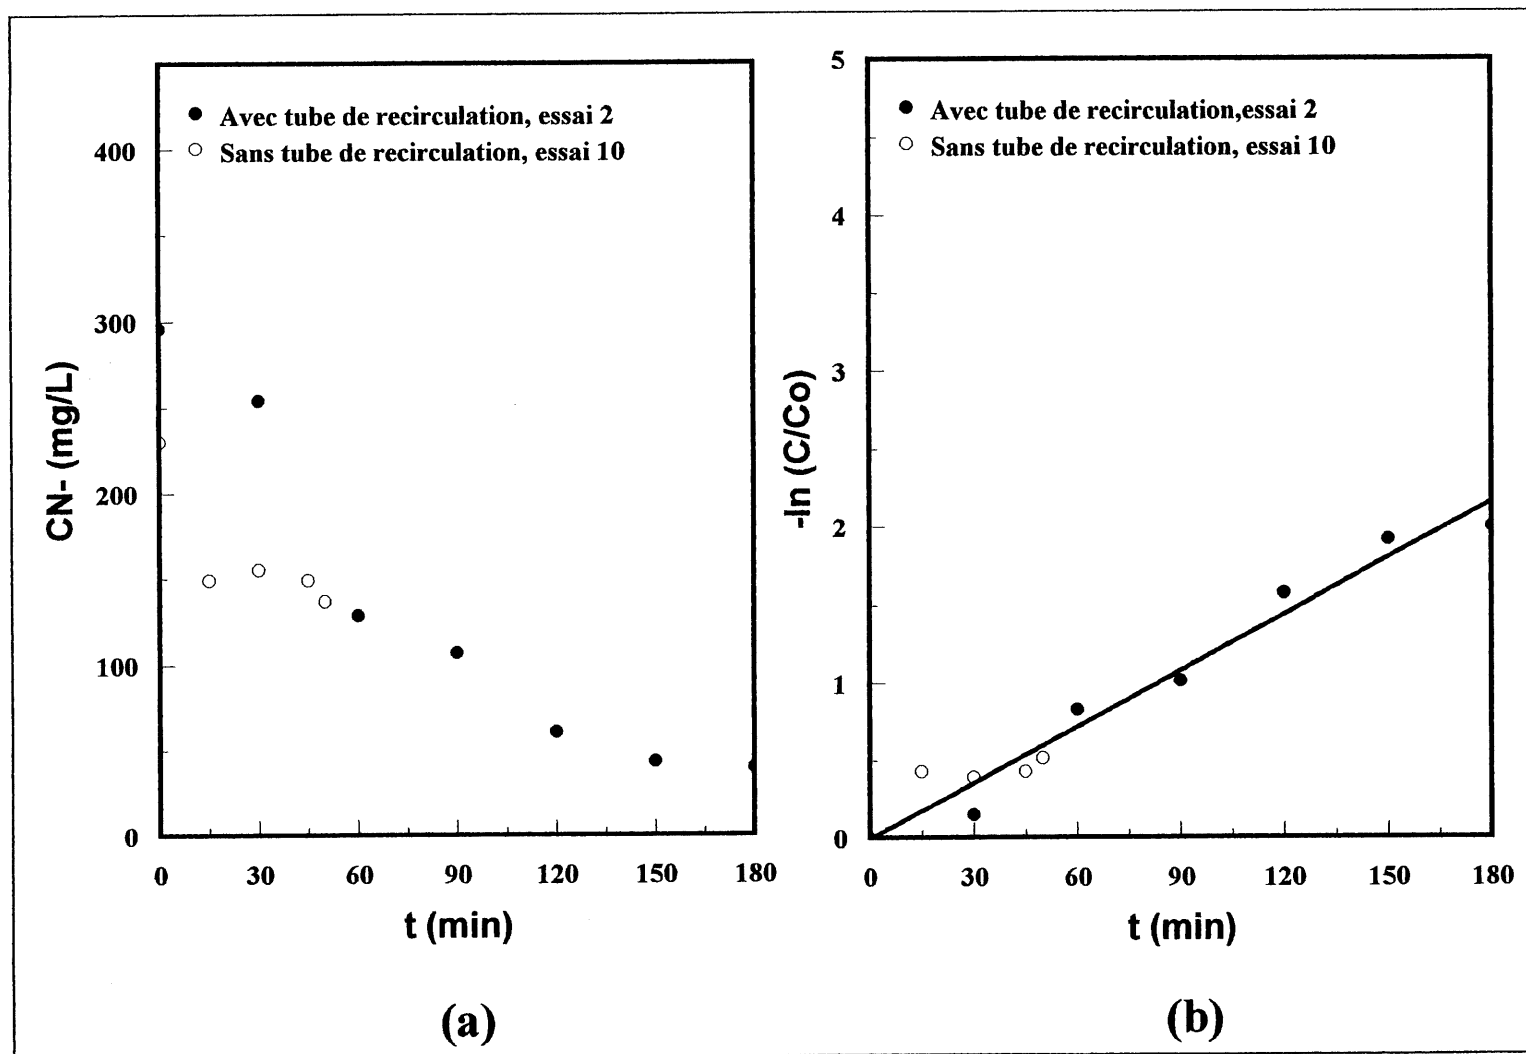 ● Avec tube de recirculation, essai 2
○ Sans tube de recirculation, essai 10
400
300
200
100
0
CN- (mg/L)
0 30 60 90 120 150 180
t (min)
(a)
● Avec tube de recirculation,essai 2
○ Sans tube de recirculation, essai 10
5
4
3
2
1
0
-ln (C/Co)
0 30 60 90 120 150 180
t (min)
(b)